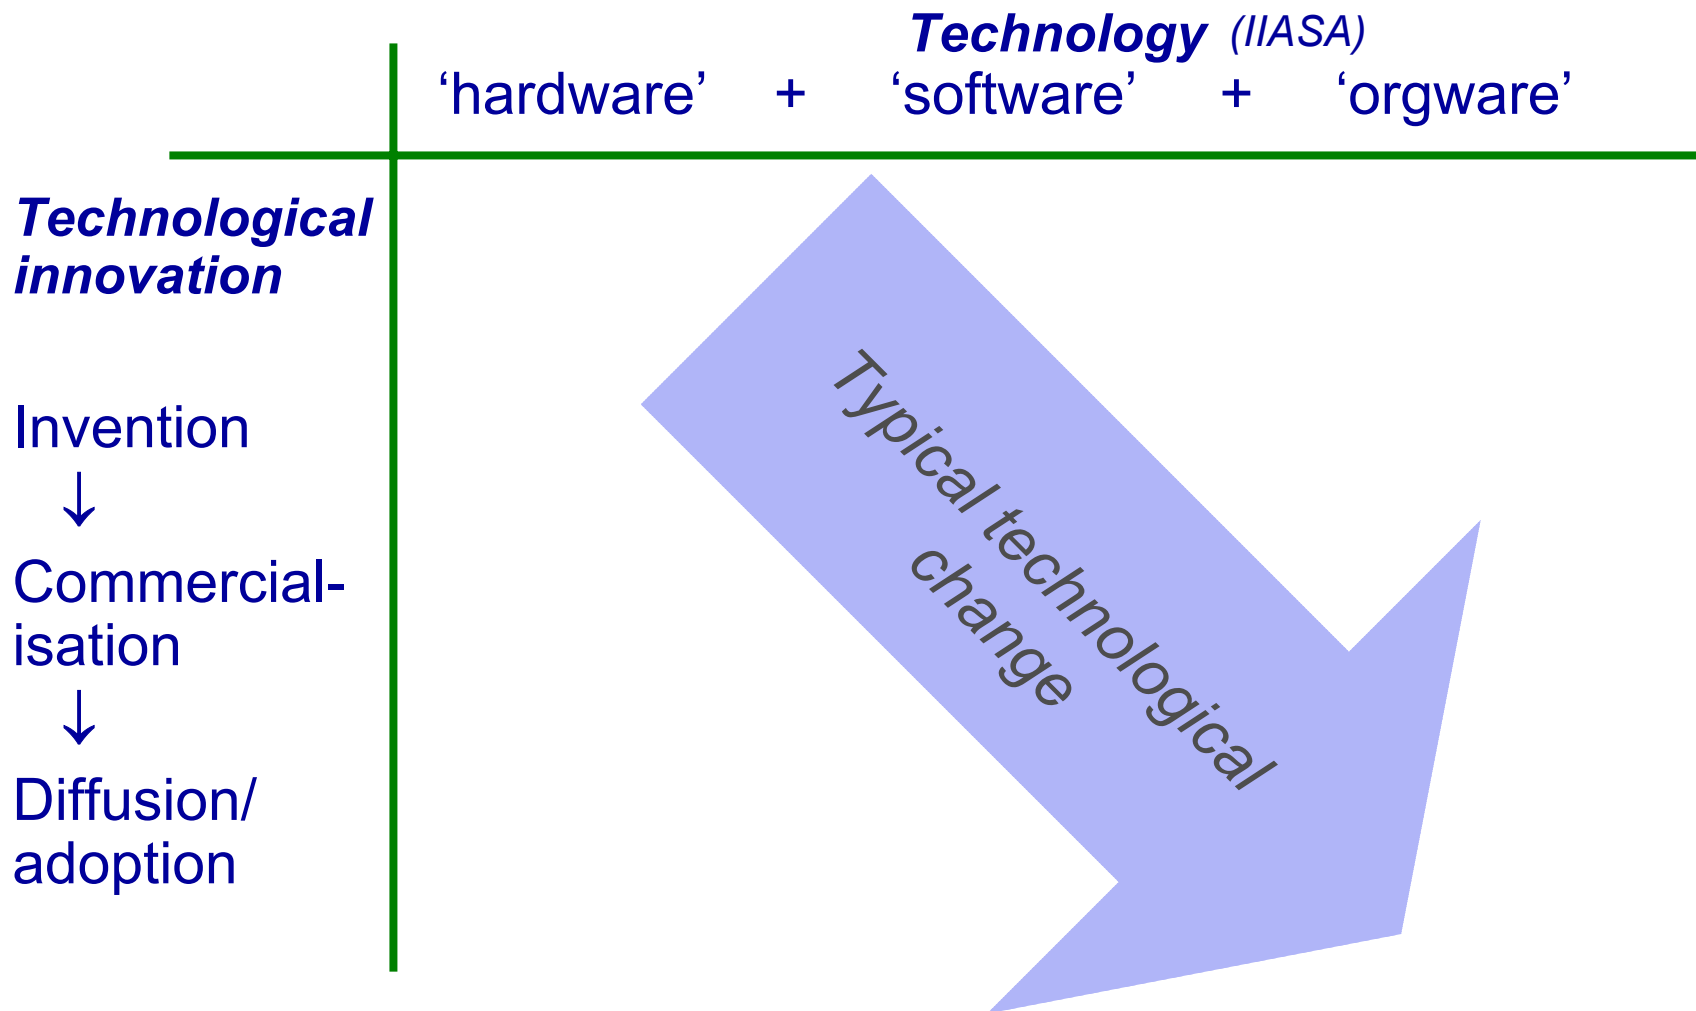 Technology (IIASA)
‘hardware’ + ‘software’ + ‘orgware’
Technological
innovation
Invention
↓
Commercial-
isation
↓
Diffusion/
adoption
Typical technological
change